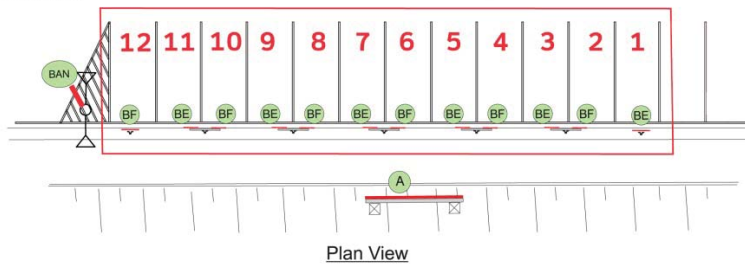 12 11 10 9 8 7 6 5 4 3 2 1
BAN
BF BE BF BE BF BE BF BE BF BE BF BE
A
Plan View